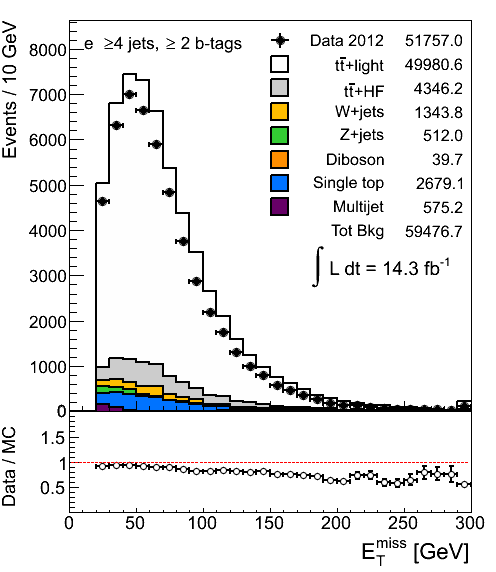 e ≥4 jets, ≥ 2 b-tags
Data 2012 51757.0
tt̄+light 49980.6
tt̄+HF 4346.2
W+jets 1343.8
Z+jets 512.0
Diboson 39.7
Single top 2679.1
Multijet 575.2
Tot Bkg 59476.7
∫ L dt = 14.3 fb⁻¹
Events / 10 GeV
8000
7000
6000
5000
4000
3000
2000
1000
0
Data / MC
1.5
1
0.5
0 50 100 150 200 250 300
E_T^miss [GeV]